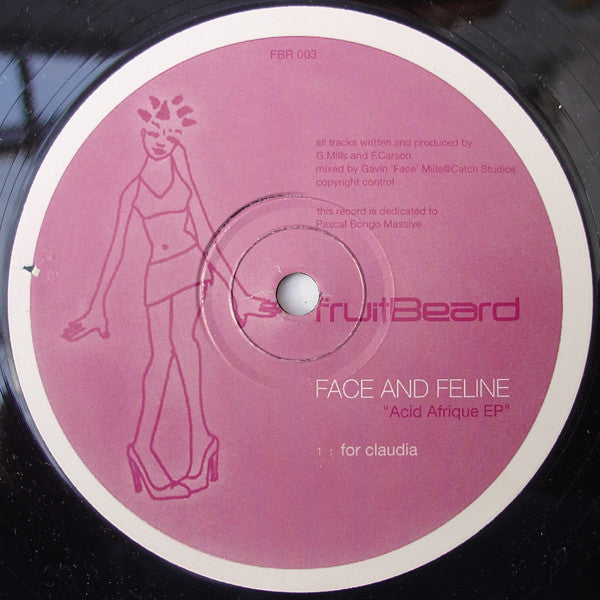 FBR 003
all tracks written and produced by
G.Mills and F.Carson
mixed by Gavin 'Face' Mills@Catch Studios
copyright control
this record is dedicated to
Pascal Bongo Massive
fruitBeard
FACE AND FELINE
"Acid Afrique EP"
1 : for claudia